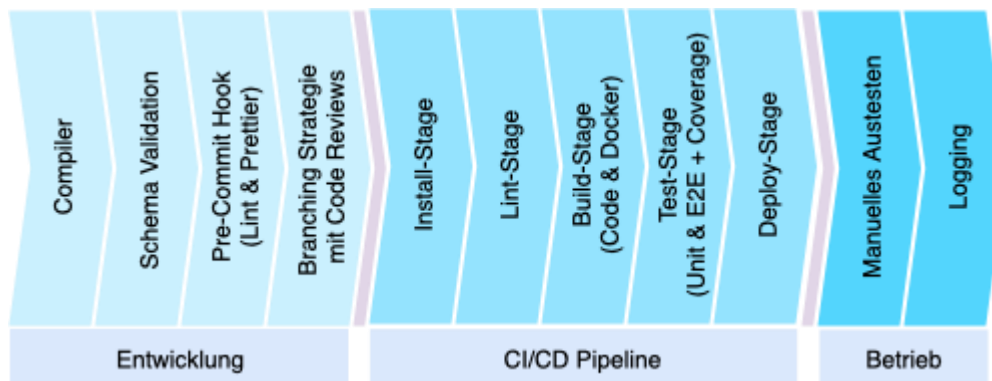 Compiler
Schema Validation
Pre-Commit Hook
(Lint & Prettier)
Branching Strategie
mit Code Reviews
Install-Stage
Lint-Stage
Build-Stage
(Code & Docker)
Test-Stage
(Unit & E2E + Coverage)
Deploy-Stage
Manuelles Austesten
Logging
Entwicklung
CI/CD Pipeline
Betrieb